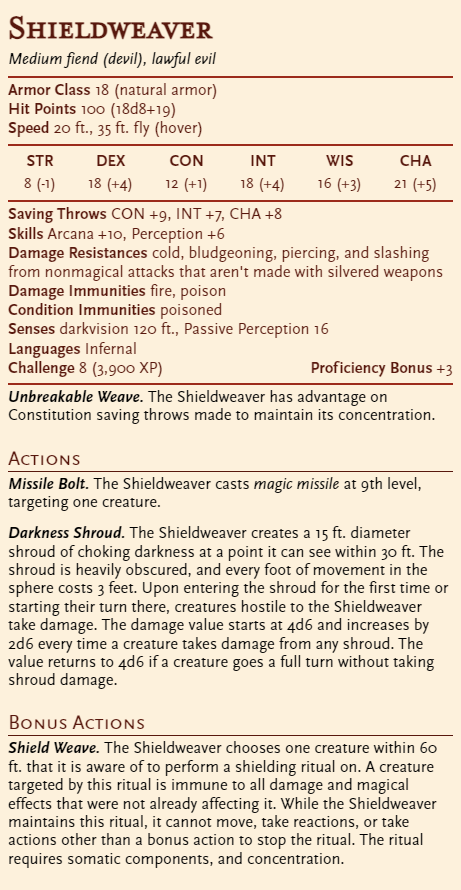 Shieldweaver
Medium fiend (devil), lawful evil
Armor Class 18 (natural armor)
Hit Points 100 (18d8+19)
Speed 20 ft., 35 ft. fly (hover)
STR DEX CON INT WIS CHA
8 (-1) 18 (+4) 12 (+1) 18 (+4) 16 (+3) 21 (+5)
Saving Throws CON +9, INT +7, CHA +8
Skills Arcana +10, Perception +6
Damage Resistances cold, bludgeoning, piercing, and slashing
from nonmagical attacks that aren't made with silvered weapons
Damage Immunities fire, poison
Condition Immunities poisoned
Senses darkvision 120 ft., Passive Perception 16
Languages Infernal
Challenge 8 (3,900 XP) Proficiency Bonus +3
Unbreakable Weave. The Shieldweaver has advantage on
Constitution saving throws made to maintain its concentration.
Actions
Missile Bolt. The Shieldweaver casts magic missile at 9th level,
targeting one creature.
Darkness Shroud. The Shieldweaver creates a 15 ft. diameter
shroud of choking darkness at a point it can see within 30 ft. The
shroud is heavily obscured, and every foot of movement in the
sphere costs 3 feet. Upon entering the shroud for the first time or
starting their turn there, creatures hostile to the Shieldweaver
take damage. The damage value starts at 4d6 and increases by
2d6 every time a creature takes damage from any shroud. The
value returns to 4d6 if a creature goes a full turn without taking
shroud damage.
Bonus Actions
Shield Weave. The Shieldweaver chooses one creature within 60
ft. that it is aware of to perform a shielding ritual on. A creature
targeted by this ritual is immune to all damage and magical
effects that were not already affecting it. While the Shieldweaver
maintains this ritual, it cannot move, take reactions, or take
actions other than a bonus action to stop the ritual. The ritual
requires somatic components, and concentration.